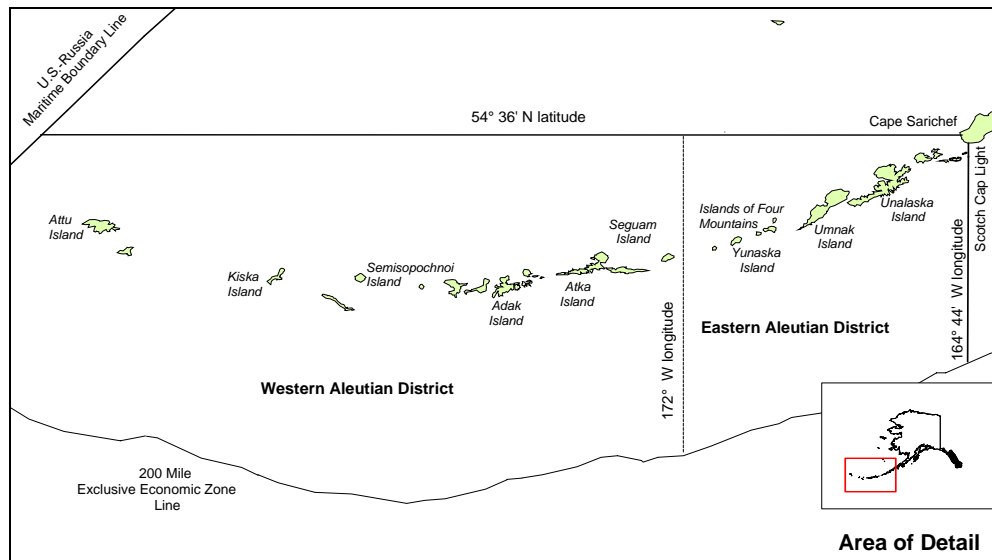 U.S.-Russia
Maritime Boundary Line
54° 36' N latitude
Cape Sarichef
Scotch Cap Light
164° 44' W longitude
Attu
Island
Kiska
Island
Semisopochnoi
Island
Adak
Island
Atka
Island
Seguam
Island
172° W longitude
Islands of Four
Mountains
Yunaska
Island
Umnak
Island
Unalaska
Island
Eastern Aleutian District
Western Aleutian District
200 Mile
Exclusive Economic Zone
Line
Area of Detail